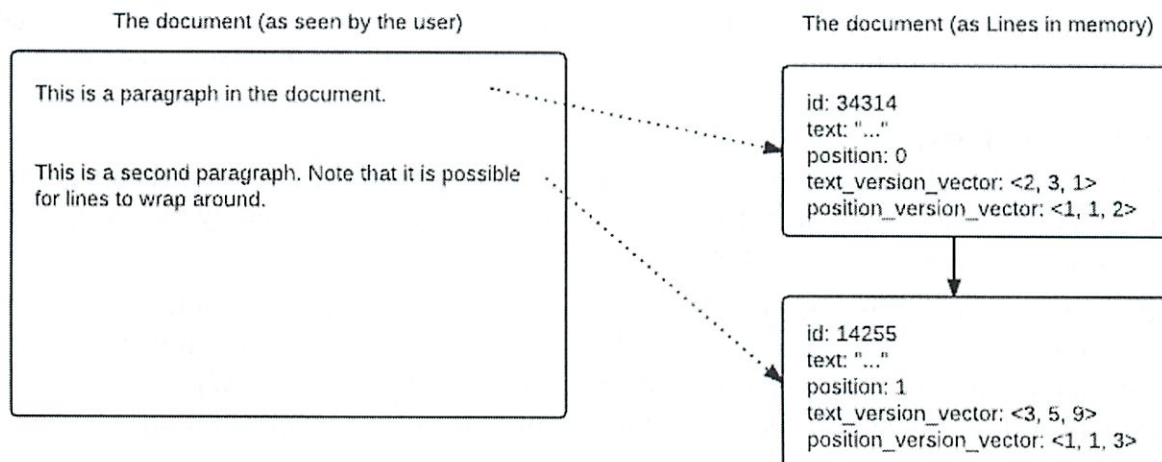 The document (as seen by the user)
This is a paragraph in the document.
This is a second paragraph. Note that it is possible
for lines to wrap around.
The document (as Lines in memory)
id: 34314
text: "..."
position: 0
text_version_vector: <2, 3, 1>
position_version_vector: <1, 1, 2>
id: 14255
text: "..."
position: 1
text_version_vector: <3, 5, 9>
position_version_vector: <1, 1, 3>